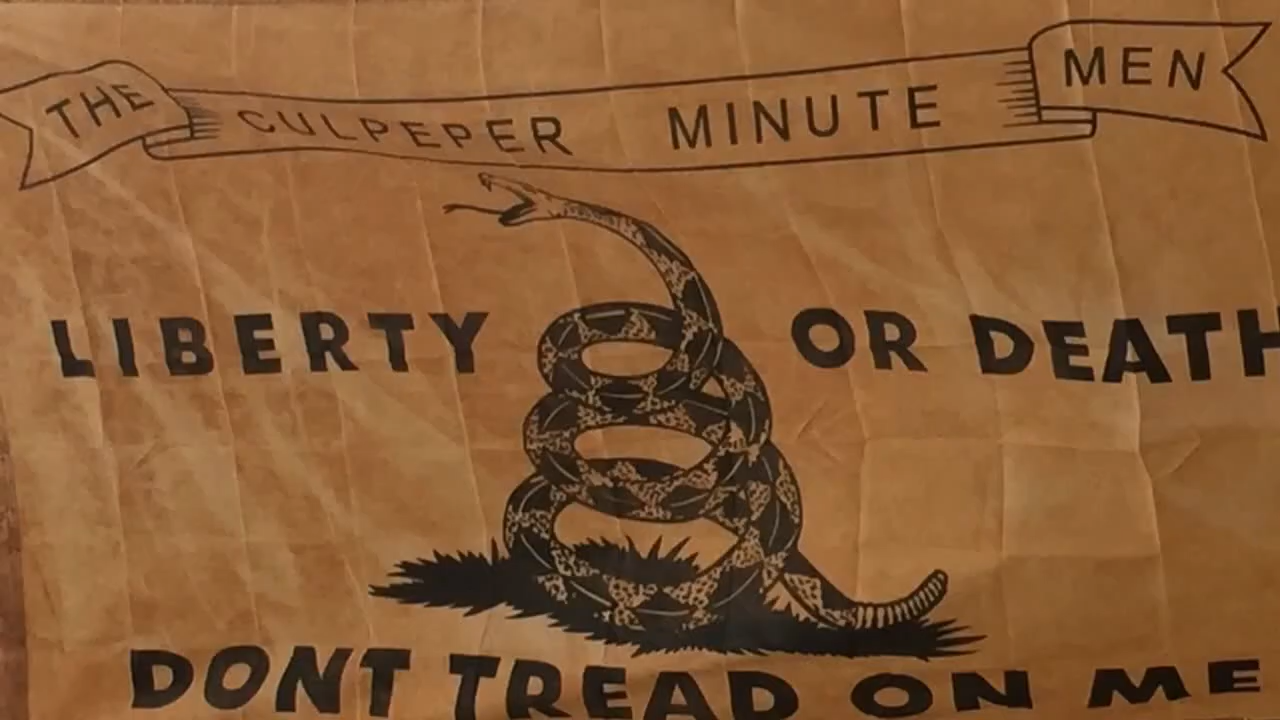 THE CULPEPER MINUTE MEN
LIBERTY OR DEATH
DONT TREAD ON ME